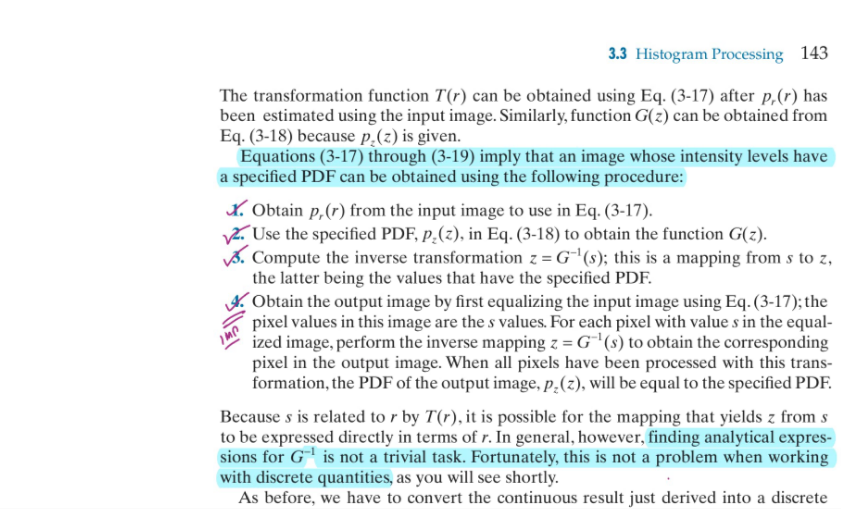 3.3 Histogram Processing 143
The transformation function T(r) can be obtained using Eq. (3-17) after pᵣ(r) has
been estimated using the input image. Similarly, function G(z) can be obtained from
Eq. (3-18) because p_z(z) is given.
Equations (3-17) through (3-19) imply that an image whose intensity levels have
a specified PDF can be obtained using the following procedure:
1. Obtain pᵣ(r) from the input image to use in Eq. (3-17).
2. Use the specified PDF, p_z(z), in Eq. (3-18) to obtain the function G(z).
3. Compute the inverse transformation z = G⁻¹(s); this is a mapping from s to z,
the latter being the values that have the specified PDF.
4. Obtain the output image by first equalizing the input image using Eq. (3-17); the
pixel values in this image are the s values. For each pixel with value s in the equal-
IMP ized image, perform the inverse mapping z = G⁻¹(s) to obtain the corresponding
pixel in the output image. When all pixels have been processed with this trans-
formation, the PDF of the output image, p_z(z), will be equal to the specified PDF.
Because s is related to r by T(r), it is possible for the mapping that yields z from s
to be expressed directly in terms of r. In general, however, finding analytical expres-
sions for G⁻¹ is not a trivial task. Fortunately, this is not a problem when working
with discrete quantities, as you will see shortly.
As before, we have to convert the continuous result just derived into a discrete